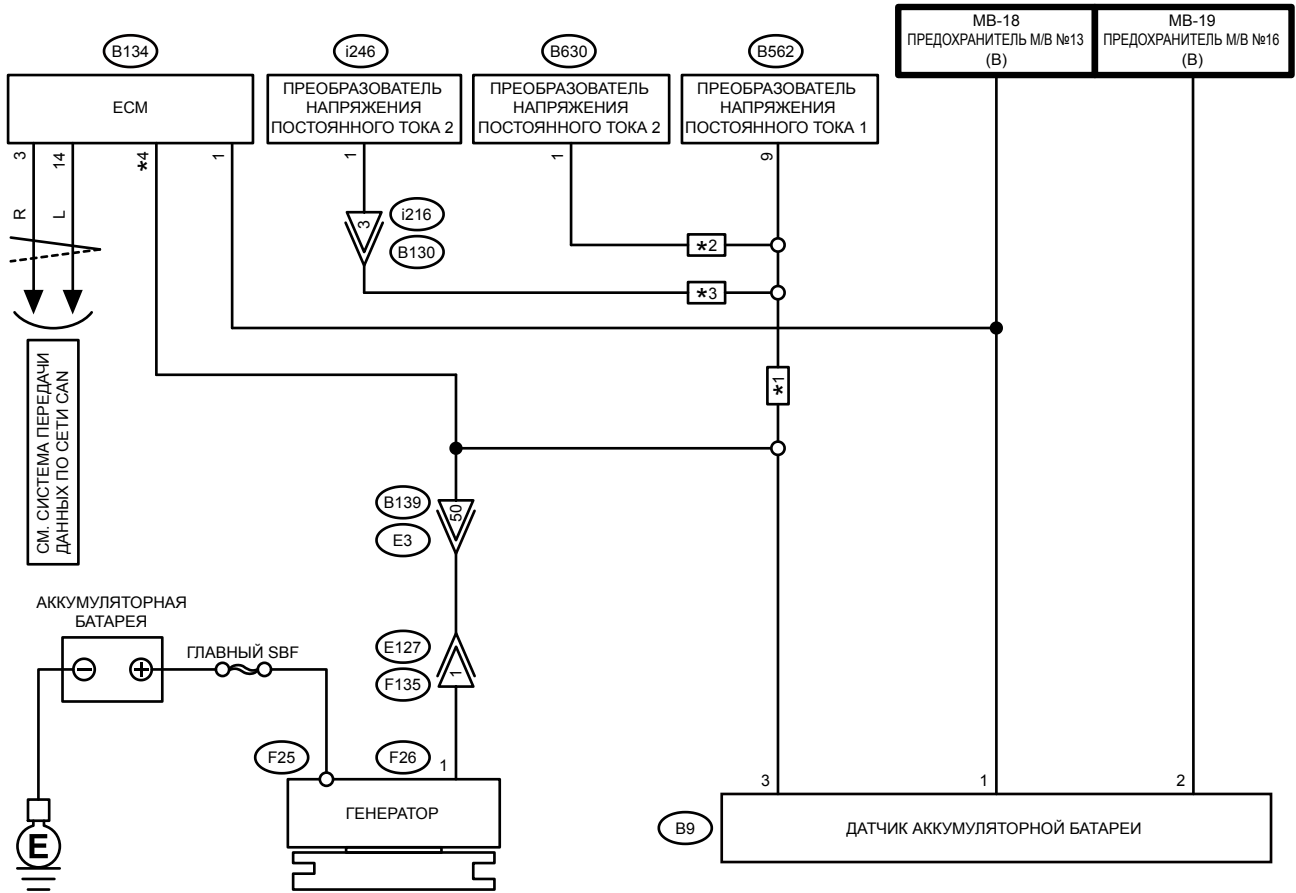 MB-18
ПРЕДОХРАНИТЕЛЬ M/B №13
(B)
MB-19
ПРЕДОХРАНИТЕЛЬ M/B №16
(B)
B134
i246
B630
B562
ECM
ПРЕОБРАЗОВАТЕЛЬ
НАПРЯЖЕНИЯ
ПОСТОЯННОГО ТОКА 2
ПРЕОБРАЗОВАТЕЛЬ
НАПРЯЖЕНИЯ
ПОСТОЯННОГО ТОКА 2
ПРЕОБРАЗОВАТЕЛЬ
НАПРЯЖЕНИЯ
ПОСТОЯННОГО ТОКА 1
3
14
*4
1
1
1
9
R
L
3
i216
B130
*2
*3
*1
СМ. СИСТЕМА ПЕРЕДАЧИ
ДАННЫХ ПО СЕТИ CAN
B139
50
E3
АККУМУЛЯТОРНАЯ
БАТАРЕЯ
ГЛАВНЫЙ SBF
E127
1
F135
F25
F26
1
3
1
2
ГЕНЕРАТОР
B9
ДАТЧИК АККУМУЛЯТОРНОЙ БАТАРЕИ
E